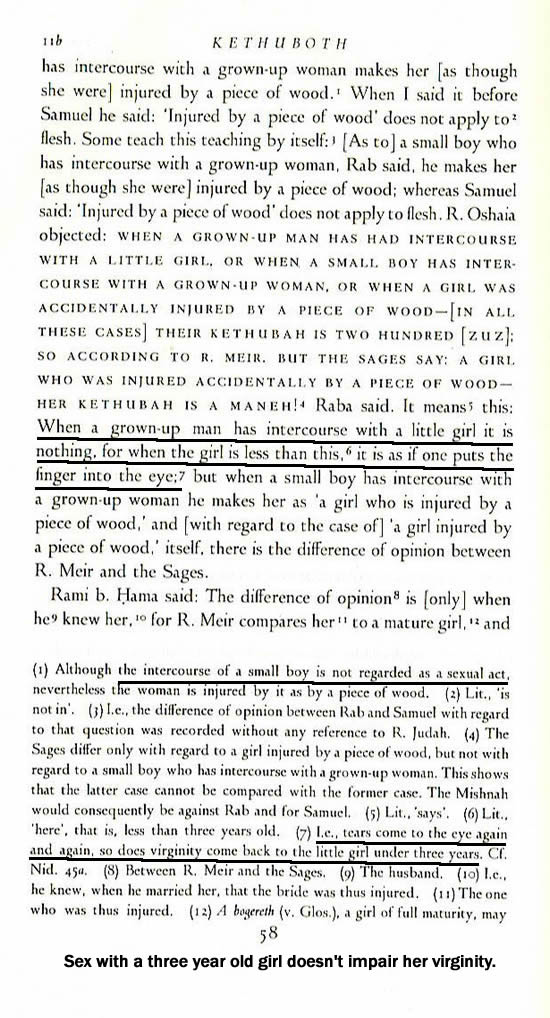 11b KETHUBOTH
has intercourse with a grown-up woman makes her [as though
she were] injured by a piece of wood.¹ When I said it before
Samuel he said: 'Injured by a piece of wood' does not apply to²
flesh. Some teach this teaching by itself:³ [As to] a small boy who
has intercourse with a grown-up woman, Rab said, he makes her
[as though she were] injured by a piece of wood; whereas Samuel
said: 'Injured by a piece of wood' does not apply to flesh. R. Oshaia
objected: WHEN A GROWN-UP MAN HAS HAD INTERCOURSE
WITH A LITTLE GIRL, OR WHEN A SMALL BOY HAS INTER-
COURSE WITH A GROWN-UP WOMAN, OR WHEN A GIRL WAS
ACCIDENTALLY INJURED BY A PIECE OF WOOD—[IN ALL
THESE CASES] THEIR KETHUBAH IS TWO HUNDRED [ZUZ];
SO ACCORDING TO R. MEIR. BUT THE SAGES SAY: A GIRL
WHO WAS INJURED ACCIDENTALLY BY A PIECE OF WOOD—
HER KETHUBAH IS A MANEH!⁴ Raba said. It means⁵ this:
When a grown-up man has intercourse with a little girl it is
nothing, for when the girl is less than this,⁶ it is as if one puts the
finger into the eye;⁷ but when a small boy has intercourse with
a grown-up woman he makes her as 'a girl who is injured by a
piece of wood,' and [with regard to the case of] 'a girl injured by
a piece of wood,' itself, there is the difference of opinion between
R. Meir and the Sages.
Rami b. Ḥama said: The difference of opinion⁸ is [only] when
he⁹ knew her,¹⁰ for R. Meir compares her¹¹ to a mature girl,¹² and
(1) Although the intercourse of a small boy is not regarded as a sexual act,
nevertheless the woman is injured by it as by a piece of wood. (2) Lit., 'is
not in'. (3) I.e., the difference of opinion between Rab and Samuel with regard
to that question was recorded without any reference to R. Judah. (4) The
Sages differ only with regard to a girl injured by a piece of wood, but not with
regard to a small boy who has intercourse with a grown-up woman. This shows
that the latter case cannot be compared with the former case. The Mishnah
would consequently be against Rab and for Samuel. (5) Lit., 'says'. (6) Lit.,
'here', that is, less than three years old. (7) I.e., tears come to the eye again
and again, so does virginity come back to the little girl under three years. Cf.
Nid. 45a. (8) Between R. Meir and the Sages. (9) The husband. (10) I.e.,
he knew, when he married her, that the bride was thus injured. (11) The one
who was thus injured. (12) A bogereth (v. Glos.), a girl of full maturity, may
58
Sex with a three year old girl doesn't impair her virginity.